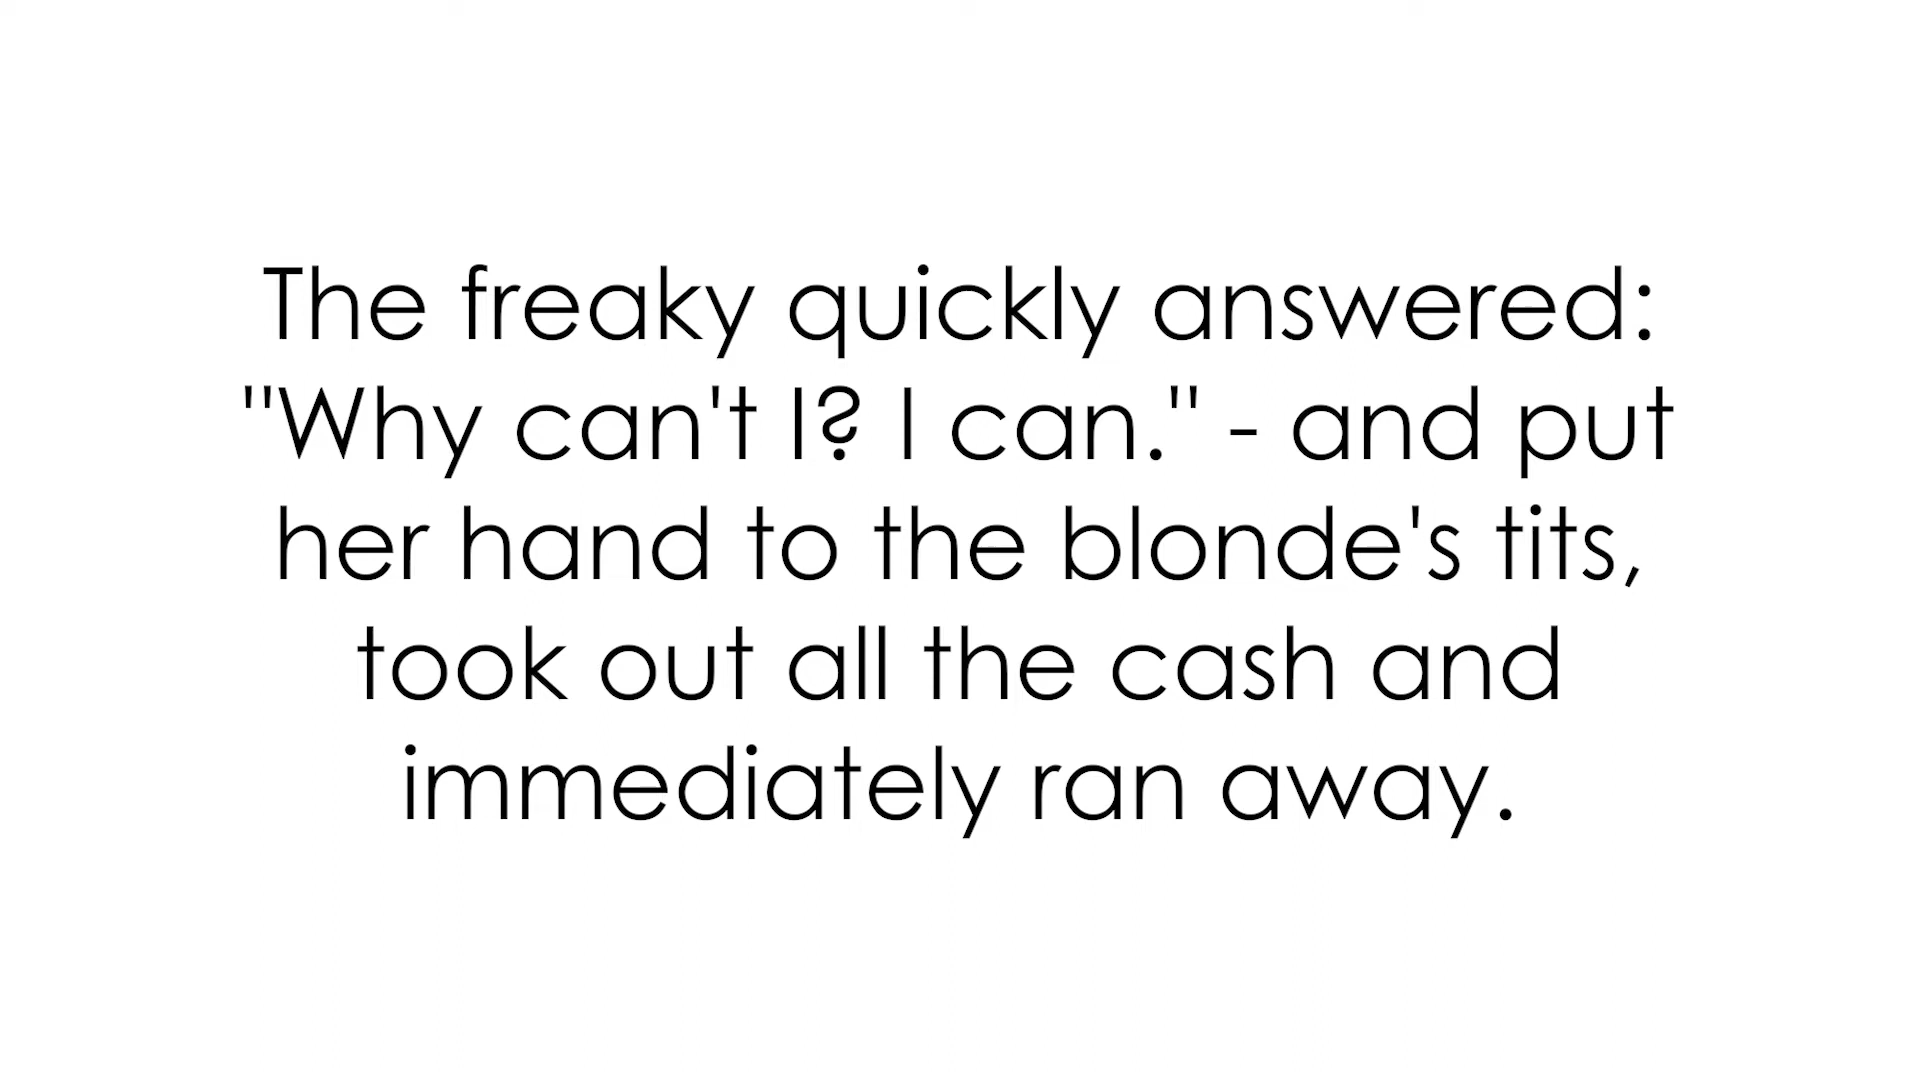 The freaky quickly answered:
"Why can't I? I can." - and put
her hand to the blonde's tits,
took out all the cash and
immediately ran away.